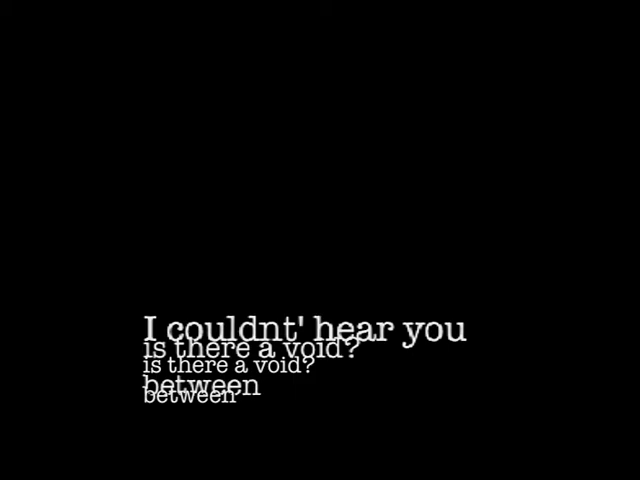 I couldnt' hear you
is there a void?
is there a void?
between
between